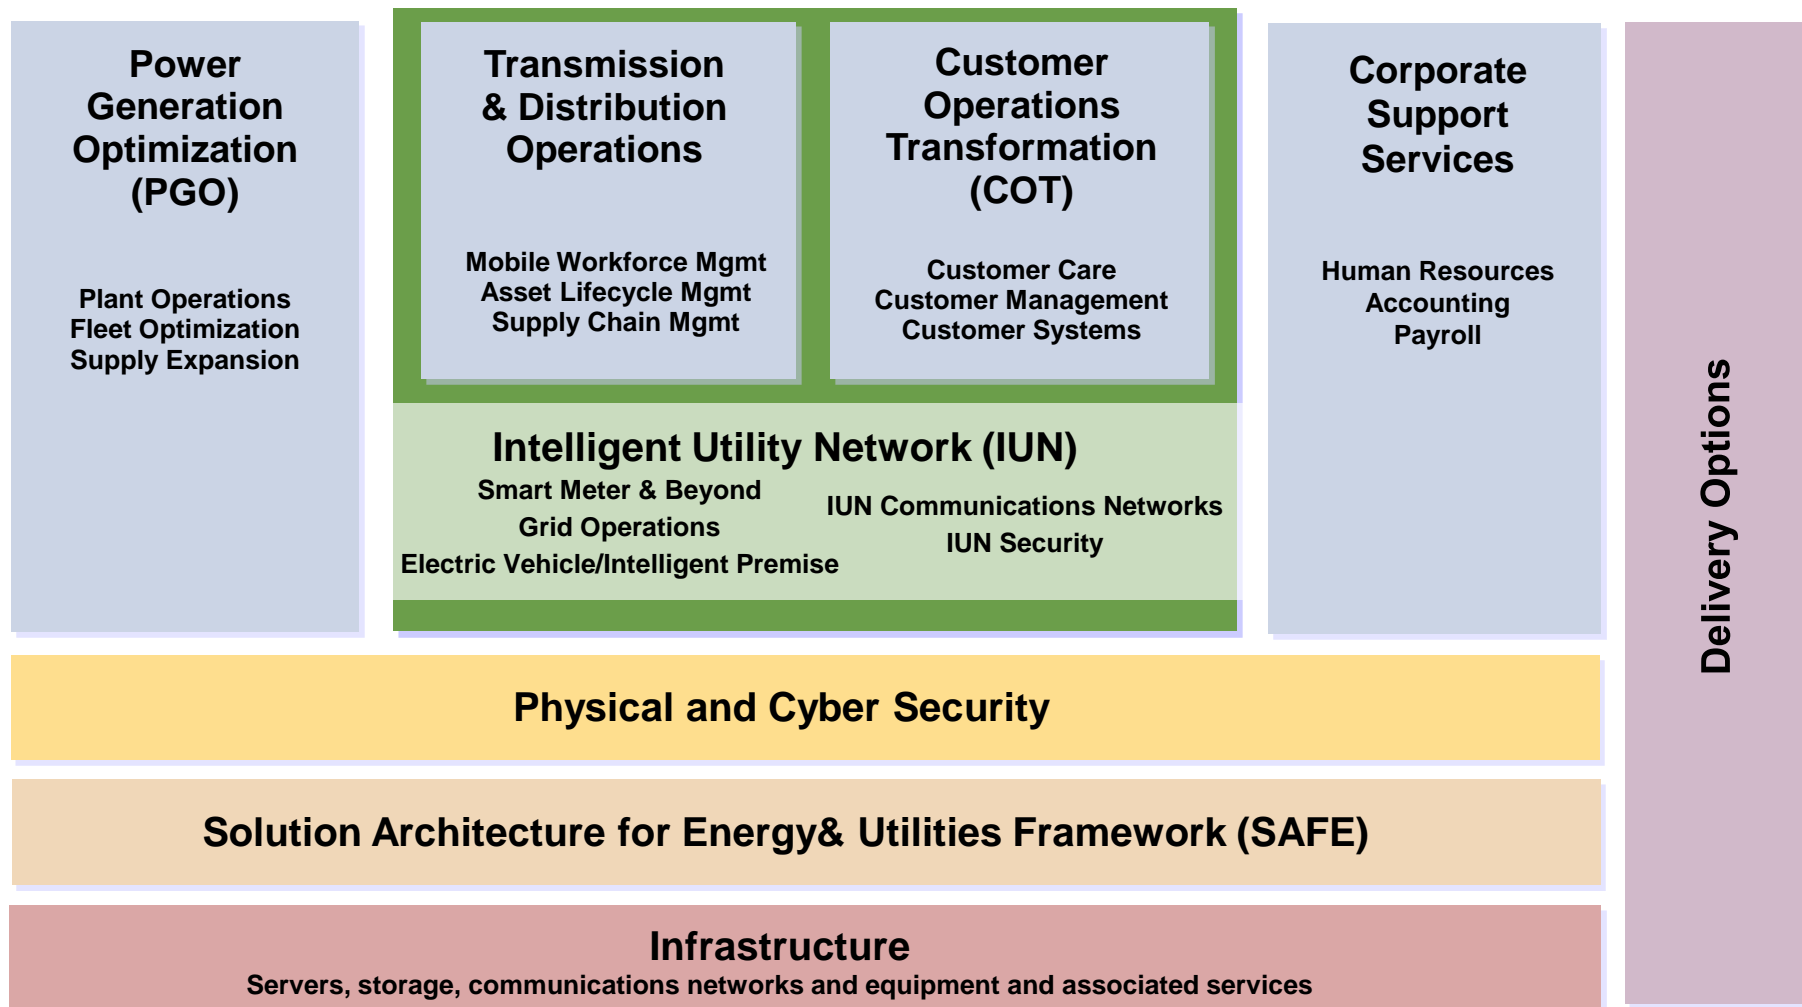 Power
Generation
Optimization
(PGO)
Plant Operations
Fleet Optimization
Supply Expansion
Transmission
& Distribution
Operations
Mobile Workforce Mgmt
Asset Lifecycle Mgmt
Supply Chain Mgmt
Customer
Operations
Transformation
(COT)
Customer Care
Customer Management
Customer Systems
Corporate
Support
Services
Human Resources
Accounting
Payroll
Intelligent Utility Network (IUN)
Smart Meter & Beyond
Grid Operations
Electric Vehicle/Intelligent Premise
IUN Communications Networks
IUN Security
Physical and Cyber Security
Solution Architecture for Energy& Utilities Framework (SAFE)
Infrastructure
Servers, storage, communications networks and equipment and associated services
Delivery Options